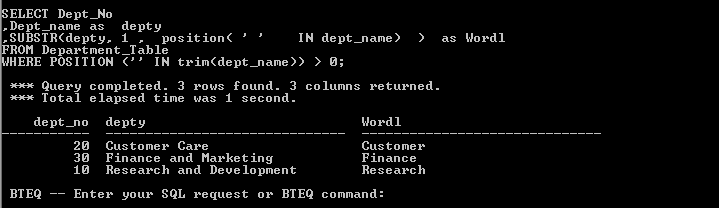 SELECT Dept_No
,Dept_name as  depty
,SUBSTR(depty, 1 ,  position( ' '    IN dept_name)  )  as Wordl
FROM Department_Table
WHERE POSITION ('' IN trim(dept_name)) > 0;
*** Query completed. 3 rows found. 3 columns returned.
*** Total elapsed time was 1 second.
dept_no  depty  Wordl
20  Customer Care  Customer
30  Finance and Marketing  Finance
10  Research and Development  Research
BTEQ -- Enter your SQL request or BTEQ command: